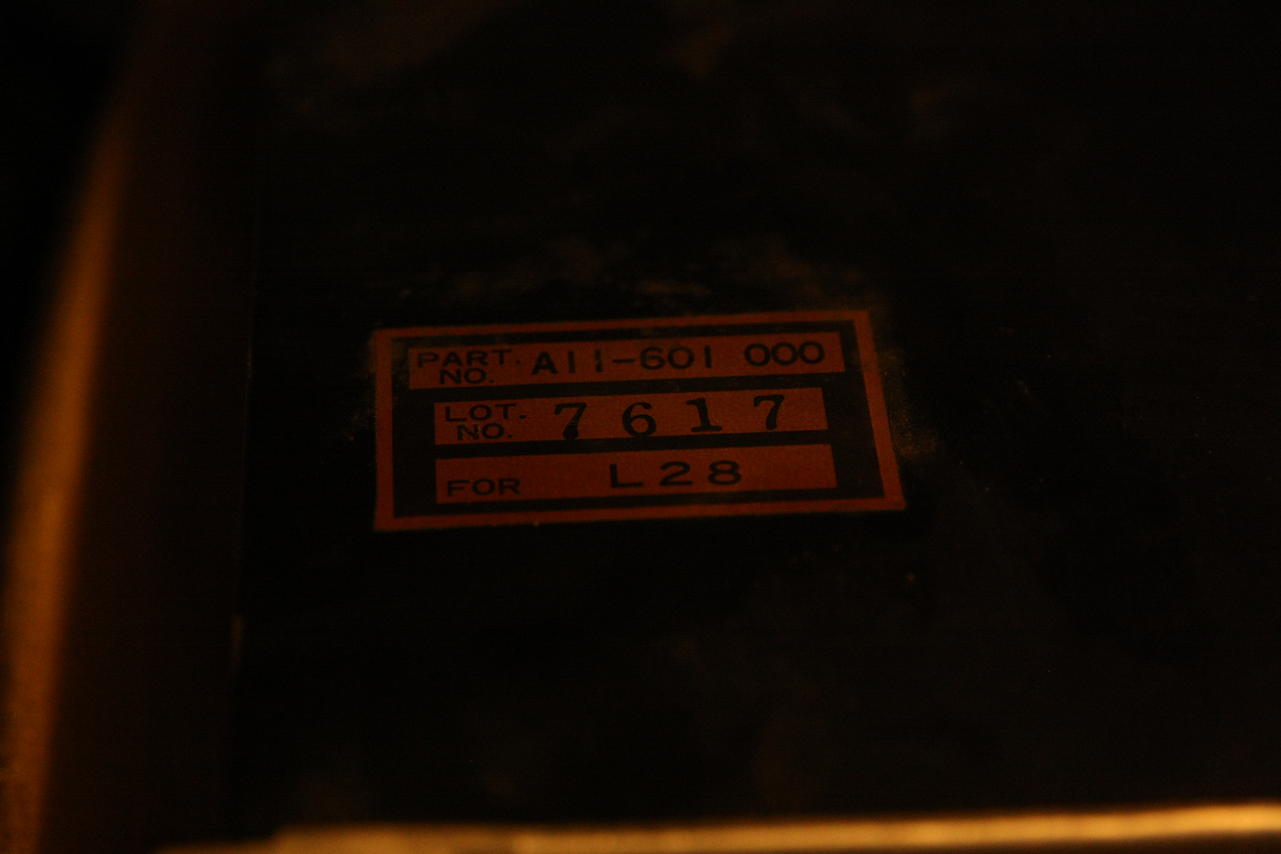 PART. NO. A11-601 000
LOT. NO. 7617
FOR L28